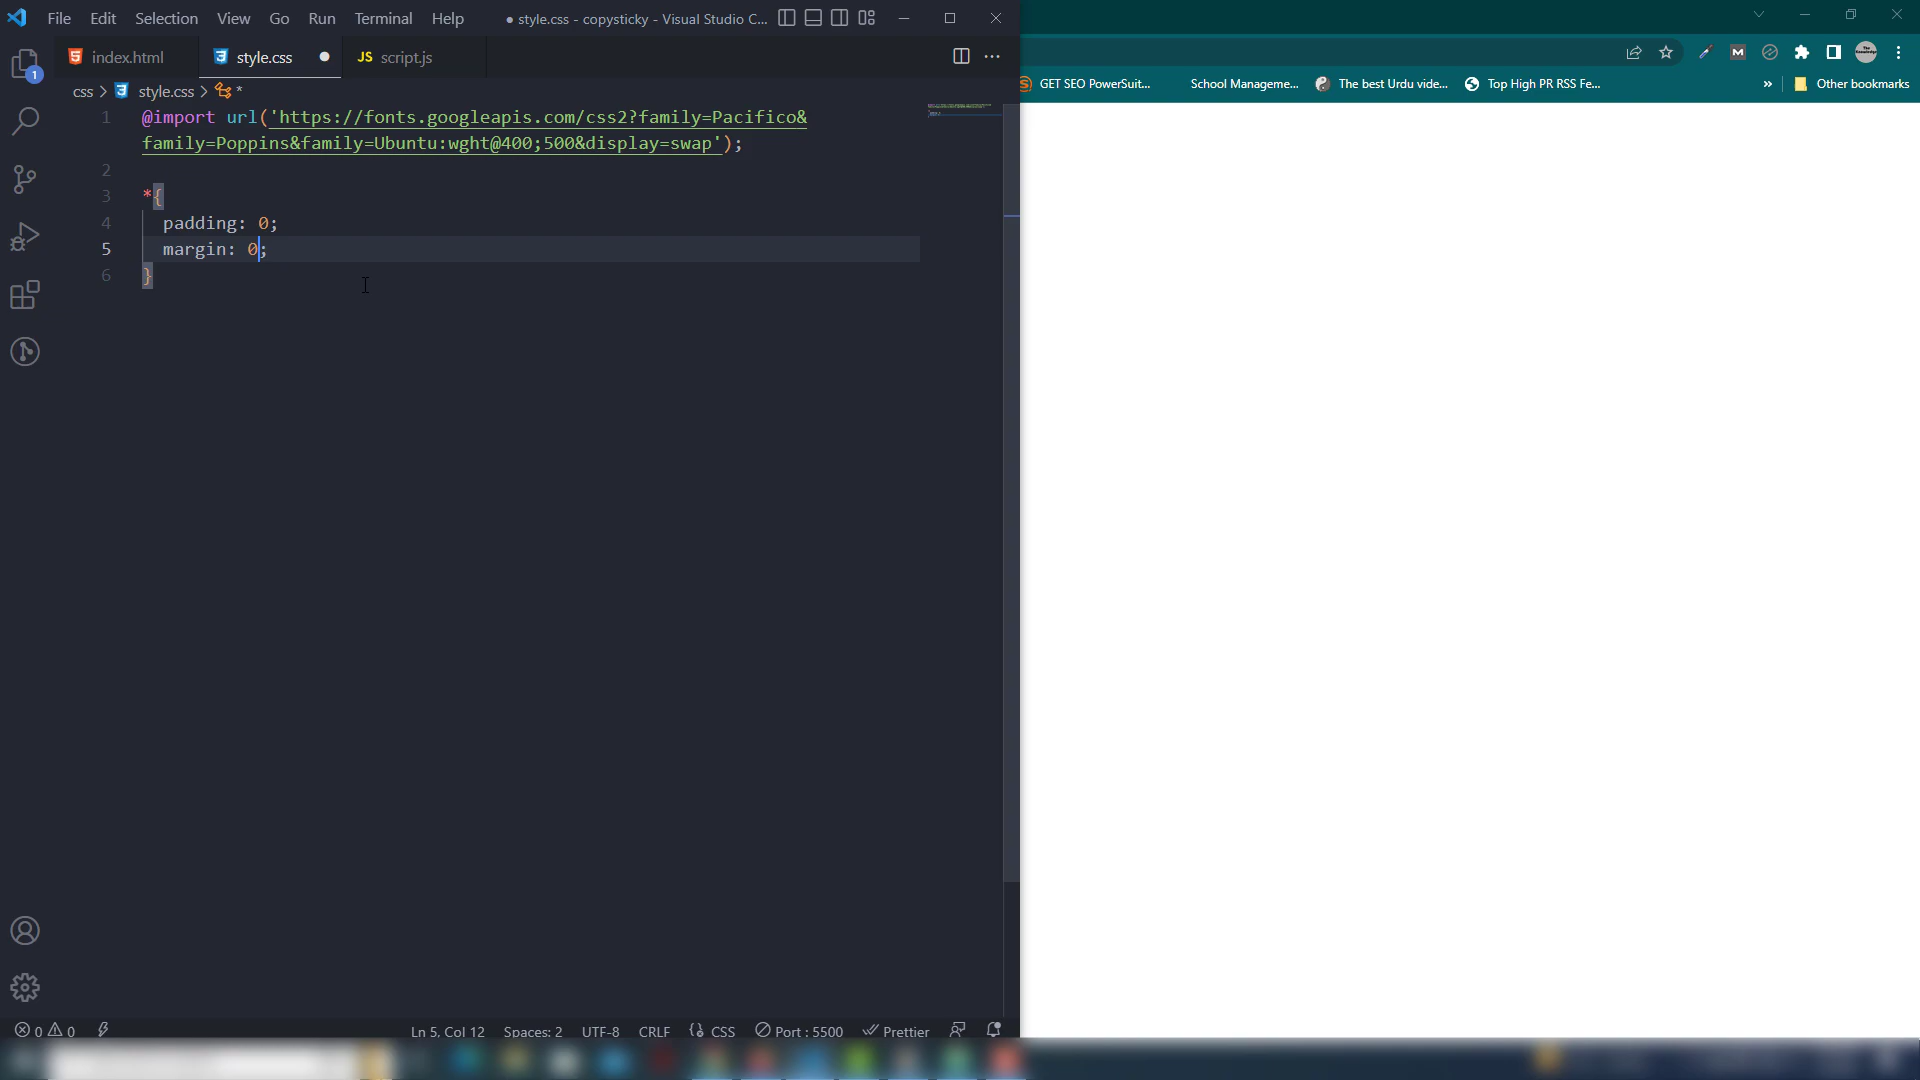 File Edit Selection View Go Run Terminal Help ● style.css - copysticky - Visual Studio C...
index.html style.css JS script.js
css > style.css > *
1 @import url('https://fonts.googleapis.com/css2?family=Pacifico&
family=Poppins&family=Ubuntu:wght@400;500&display=swap');
2
3 *{
4 padding: 0;
5 margin: 0;
6 }
1
M
GET SEO PowerSuit... School Manageme... The best Urdu vide... Top High PR RSS Fe... » Other bookmarks
0 0 Ln 5, Col 12 Spaces: 2 UTF-8 CRLF {} CSS Port : 5500 Prettier